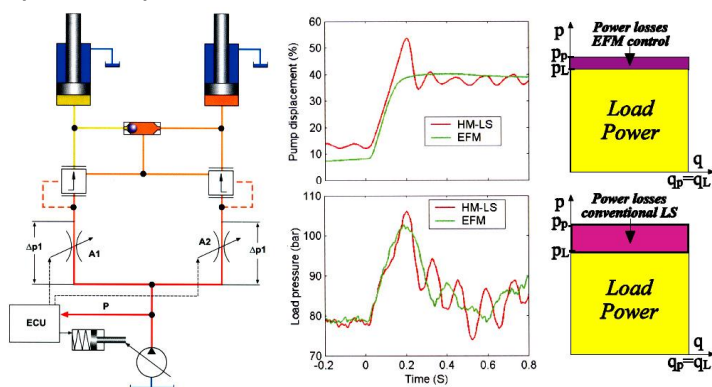 Δp1
A1
A2
Δp1
P
ECU
Pump displacement (%)
60
50
40
30
20
10
0
HM-LS
EFM
Load pressure (bar)
110
100
90
80
70
HM-LS
EFM
-0.2
0
0.2
0.4
0.6
0.8
Time (S)
p
Power losses
EFM control
pp
pL
Load
Power
q
qp=qL
p
Power losses
conventional LS
pp
pL
Load
Power
q
qp=qL